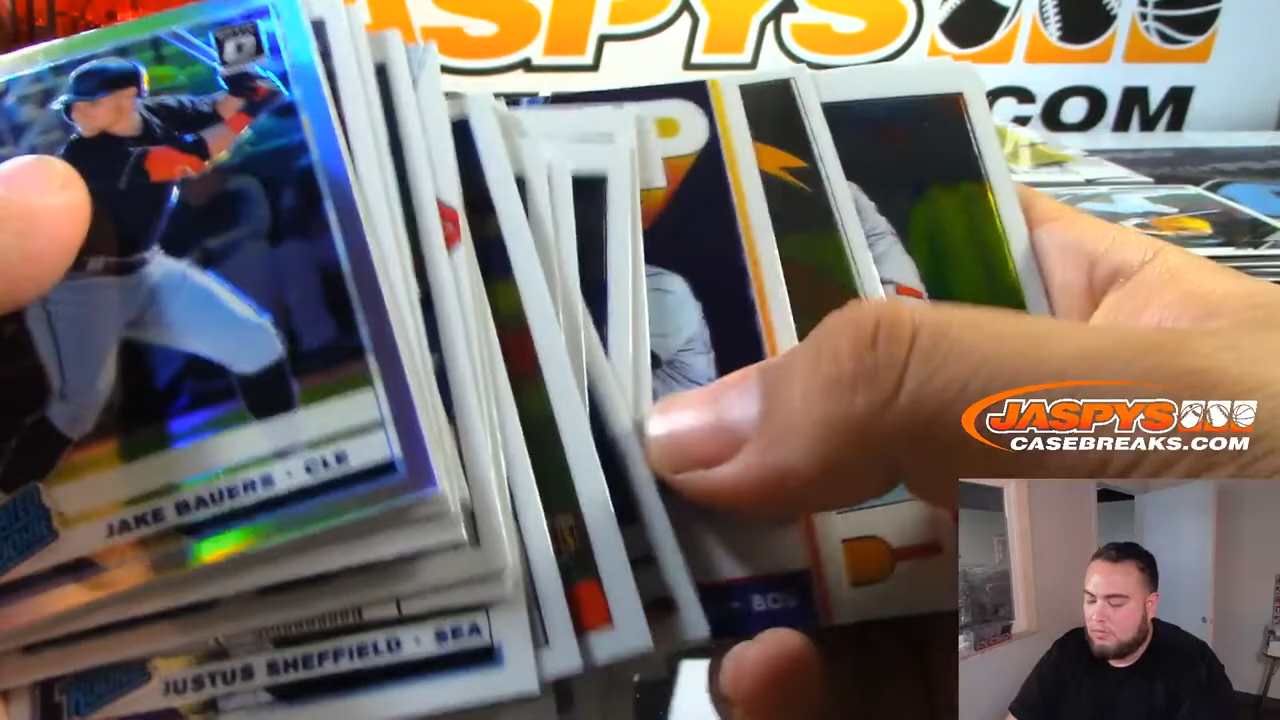 JASPYS
.COM
P
JASPYS
CASEBREAKS.COM
JAKE BAUERS · CLE
- BOS
JUSTUS SHEFFIELD · SEA